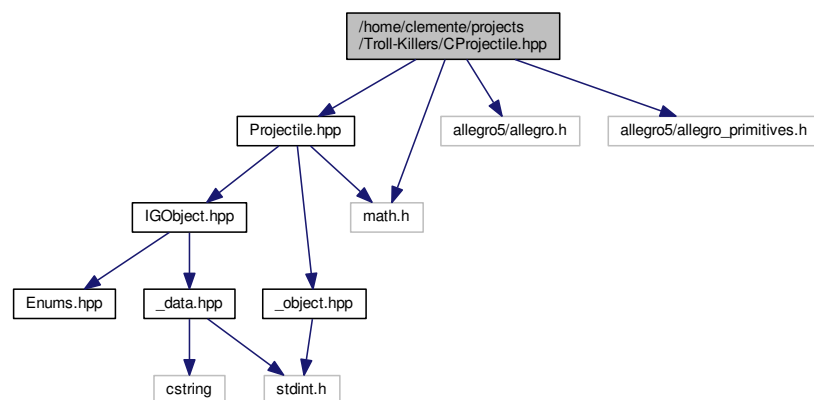 /home/clemente/projects
/Troll-Killers/CProjectile.hpp
Projectile.hpp
allegro5/allegro.h
allegro5/allegro_primitives.h
IGObject.hpp
math.h
Enums.hpp
_data.hpp
_object.hpp
cstring
stdint.h